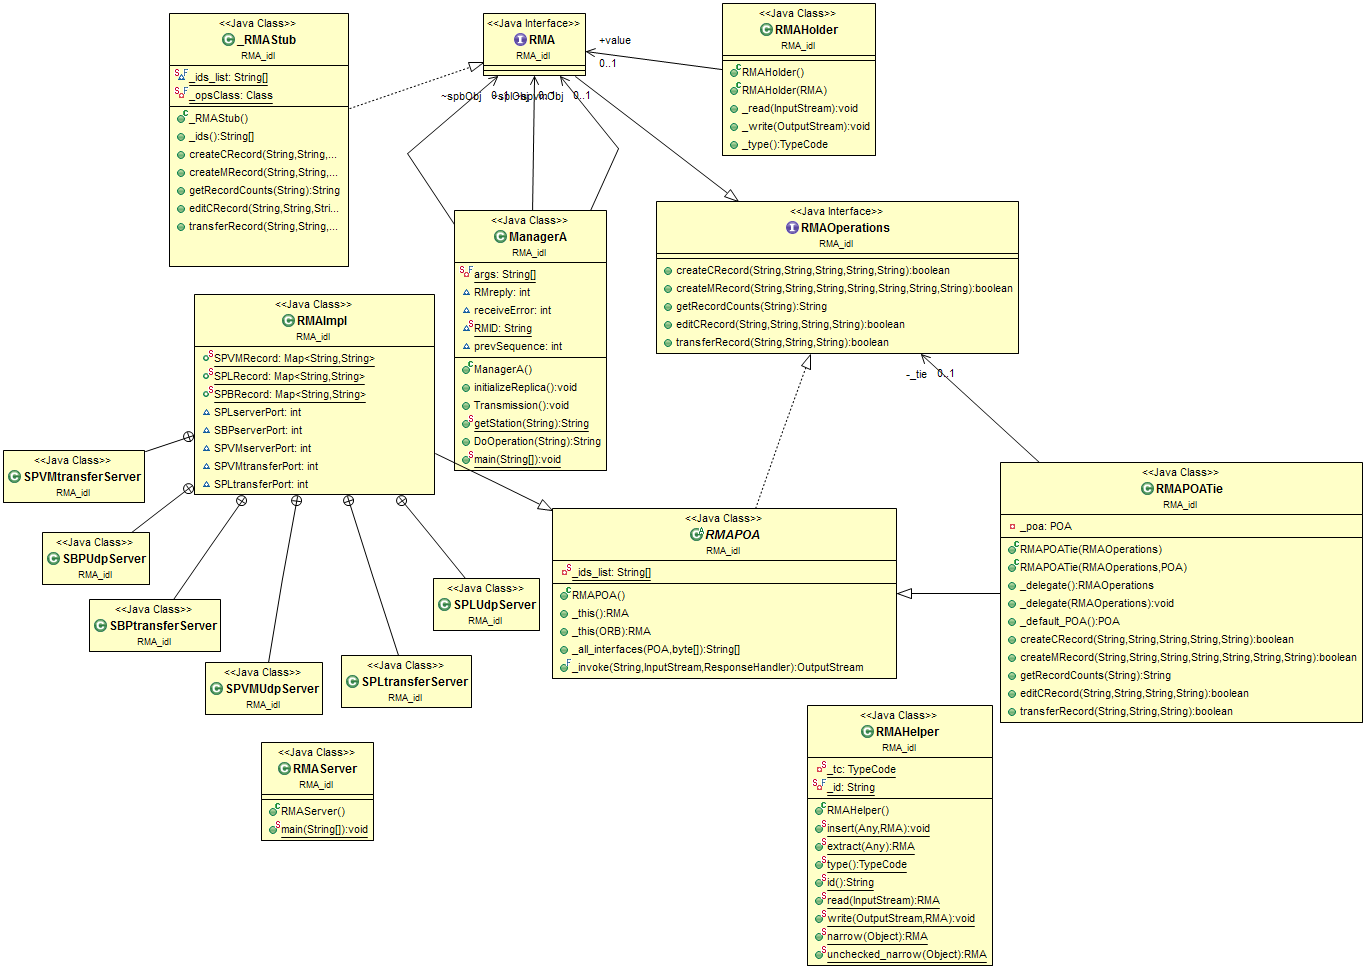 <<Java Class>>
_RMAStub
RMA_idl
_ids_list: String[]
_opsClass: Class
_RMAStub()
_ids():String[]
createCRecord(String,String,...
createMRecord(String,String,...
getRecordCounts(String):String
editCRecord(String,String,Stri...
transferRecord(String,String,...
<<Java Interface>>
RMA
RMA_idl
+value
0..1
<<Java Class>>
RMAHolder
RMA_idl
RMAHolder()
RMAHolder(RMA)
_read(InputStream):void
_write(OutputStream):void
_type():TypeCode
~spbObj
0..1
~splObj
0..1
~spvmObj
0..1
<<Java Class>>
ManagerA
RMA_idl
args: String[]
RMreply: int
receiveError: int
RMID: String
prevSequence: int
ManagerA()
initializeReplica():void
Transmission():void
getStation(String):String
DoOperation(String):String
main(String[]):void
<<Java Interface>>
RMAOperations
RMA_idl
createCRecord(String,String,String,String,String):boolean
createMRecord(String,String,String,String,String,String,String):boolean
getRecordCounts(String):String
editCRecord(String,String,String,String):boolean
transferRecord(String,String,String):boolean
-_tie
0..1
<<Java Class>>
RMAImpl
RMA_idl
SPVMRecord: Map<String,String>
SPLRecord: Map<String,String>
SPBRecord: Map<String,String>
SPLserverPort: int
SBPserverPort: int
SPVMserverPort: int
SPVMtransferPort: int
SPLtransferPort: int
<<Java Class>>
SPVMtransferServer
RMA_idl
<<Java Class>>
SBPUdpServer
RMA_idl
<<Java Class>>
SBPtransferServer
RMA_idl
<<Java Class>>
SPVMUdpServer
RMA_idl
<<Java Class>>
SPLtransferServer
RMA_idl
<<Java Class>>
SPLUdpServer
RMA_idl
<<Java Class>>
RMAPOA
RMA_idl
_ids_list: String[]
RMAPOA()
_this():RMA
_this(ORB):RMA
_all_interfaces(POA,byte[]):String[]
_invoke(String,InputStream,ResponseHandler):OutputStream
<<Java Class>>
RMAPOATie
RMA_idl
_poa: POA
RMAPOATie(RMAOperations)
RMAPOATie(RMAOperations,POA)
_delegate():RMAOperations
_delegate(RMAOperations):void
_default_POA():POA
createCRecord(String,String,String,String,String):boolean
createMRecord(String,String,String,String,String,String,String):boolean
getRecordCounts(String):String
editCRecord(String,String,String,String):boolean
transferRecord(String,String,String):boolean
<<Java Class>>
RMAServer
RMA_idl
RMAServer()
main(String[]):void
<<Java Class>>
RMAHelper
RMA_idl
_tc: TypeCode
_id: String
RMAHelper()
insert(Any,RMA):void
extract(Any):RMA
type():TypeCode
id():String
read(InputStream):RMA
write(OutputStream,RMA):void
narrow(Object):RMA
unchecked_narrow(Object):RMA